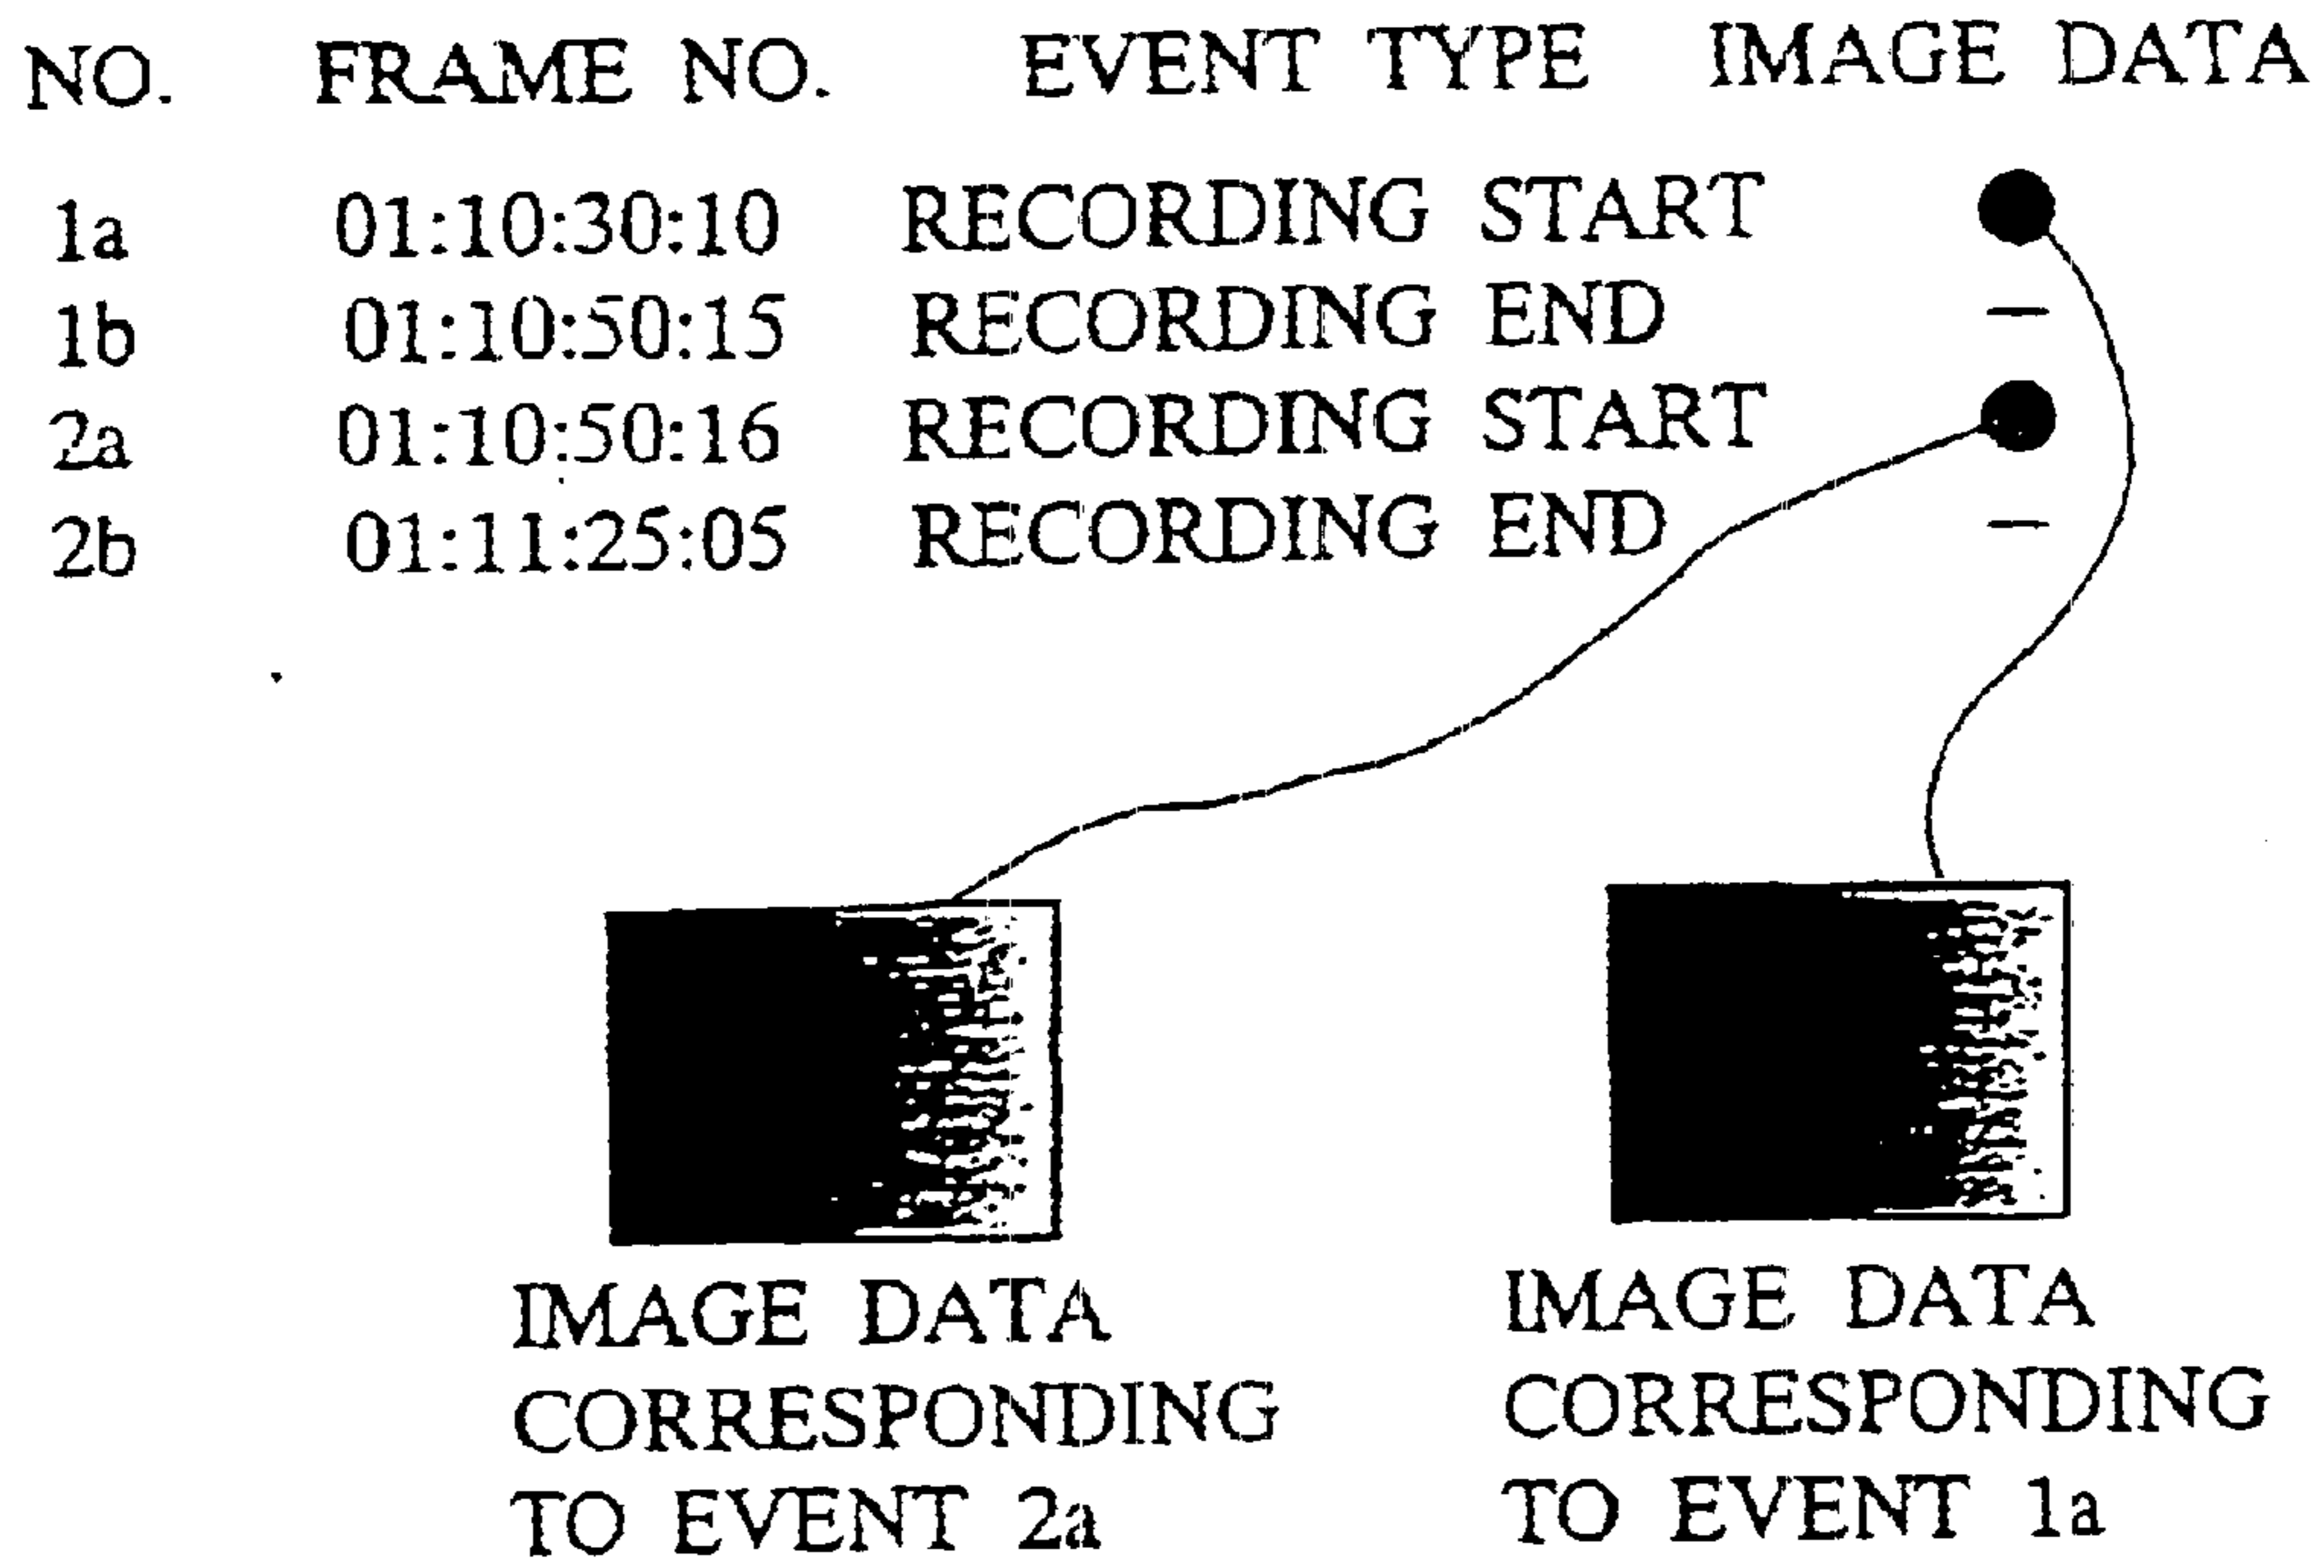 NO. FRAME NO. EVENT TYPE IMAGE DATA
1a 01:10:30:10 RECORDING START
1b 01:10:50:15 RECORDING END –
2a 01:10:50:16 RECORDING START
2b 01:11:25:05 RECORDING END –
IMAGE DATA
CORRESPONDING
TO EVENT 2a
IMAGE DATA
CORRESPONDING
TO EVENT 1a